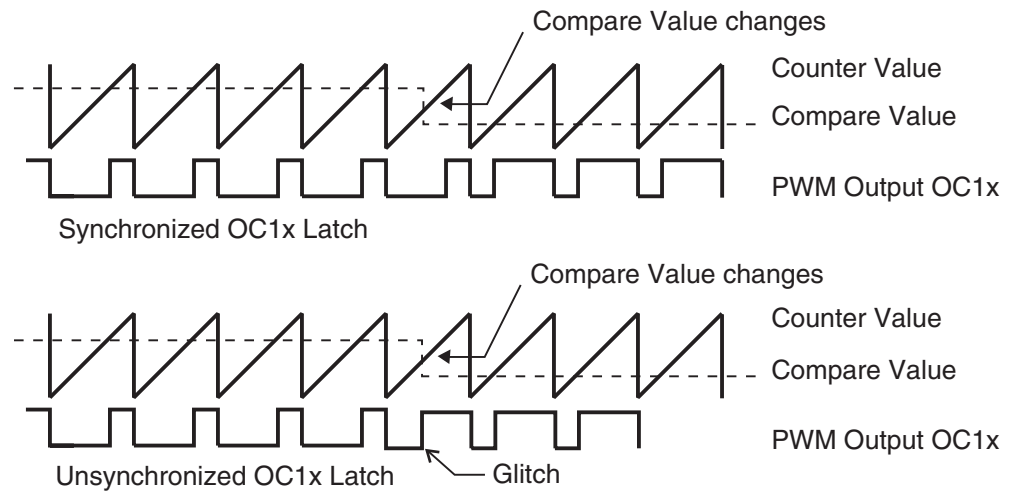 Compare Value changes
Counter Value
Compare Value
PWM Output OC1x
Synchronized OC1x Latch
Compare Value changes
Counter Value
Compare Value
PWM Output OC1x
Unsynchronized OC1x Latch
Glitch